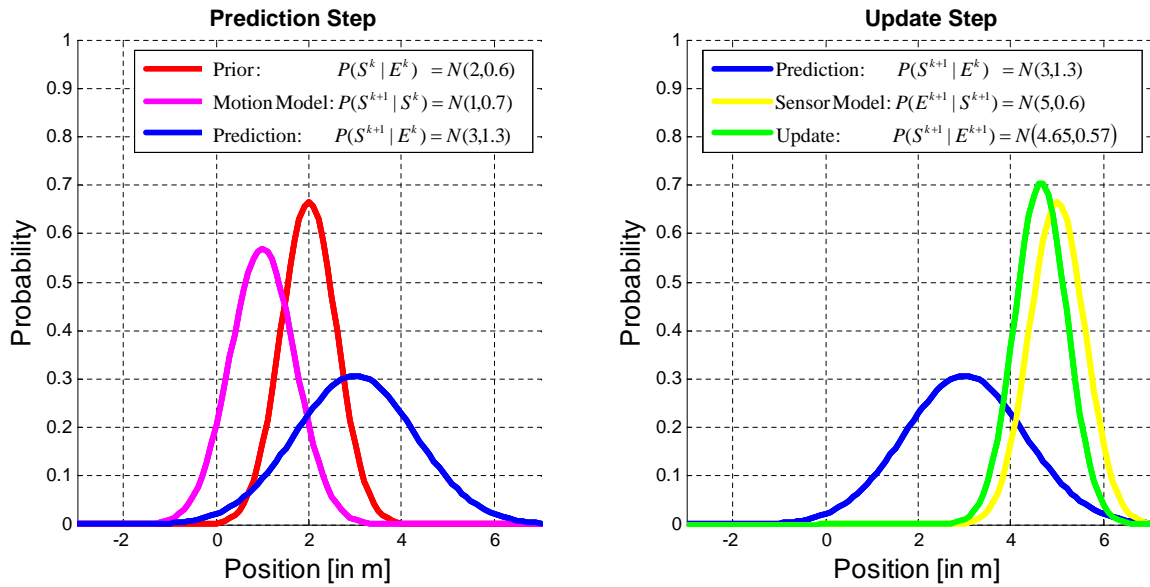 Prediction Step
1
0.9
0.8
0.7
0.6
0.5
0.4
0.3
0.2
0.1
0
Probability
Prior: P(S^k | E^k) = N(2,0.6)
Motion Model: P(S^{k+1} | S^k) = N(1,0.7)
Prediction: P(S^{k+1} | E^k) = N(3,1.3)
-2 0 2 4 6
Position [in m]
Update Step
1
0.9
0.8
0.7
0.6
0.5
0.4
0.3
0.2
0.1
0
Probability
Prediction: P(S^{k+1} | E^k) = N(3,1.3)
Sensor Model: P(E^{k+1} | S^{k+1}) = N(5,0.6)
Update: P(S^{k+1} | E^{k+1}) = N(4.65,0.57)
-2 0 2 4 6
Position [in m]